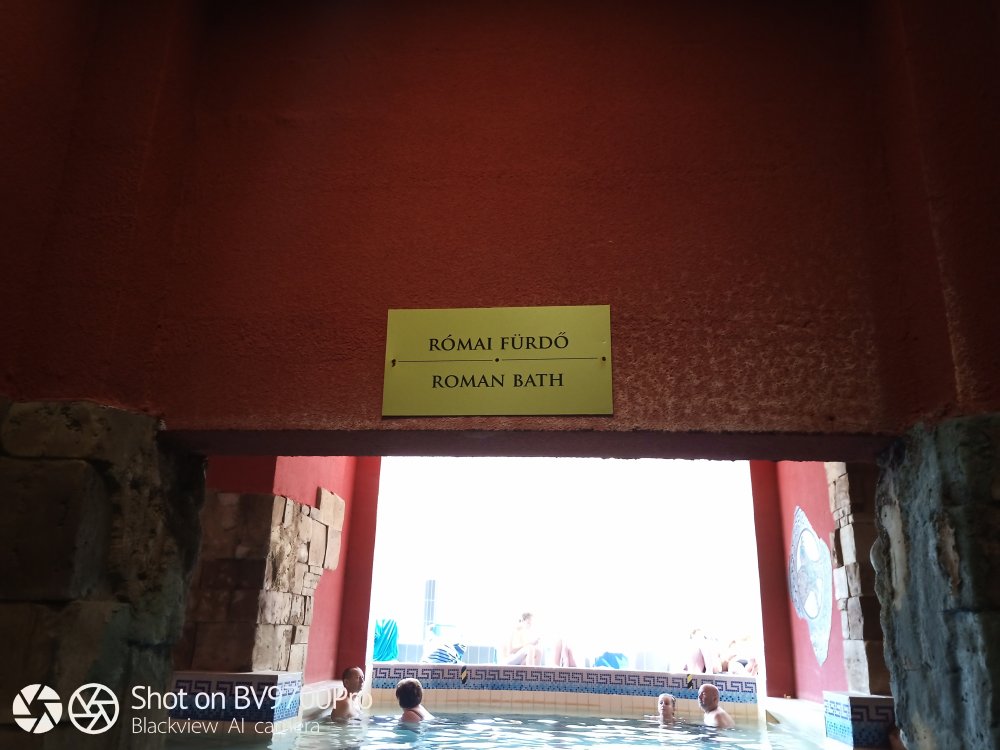 RÓMAI FÜRDŐ
ROMAN BATH
Shot on BV9700Pro
Blackview AI camera